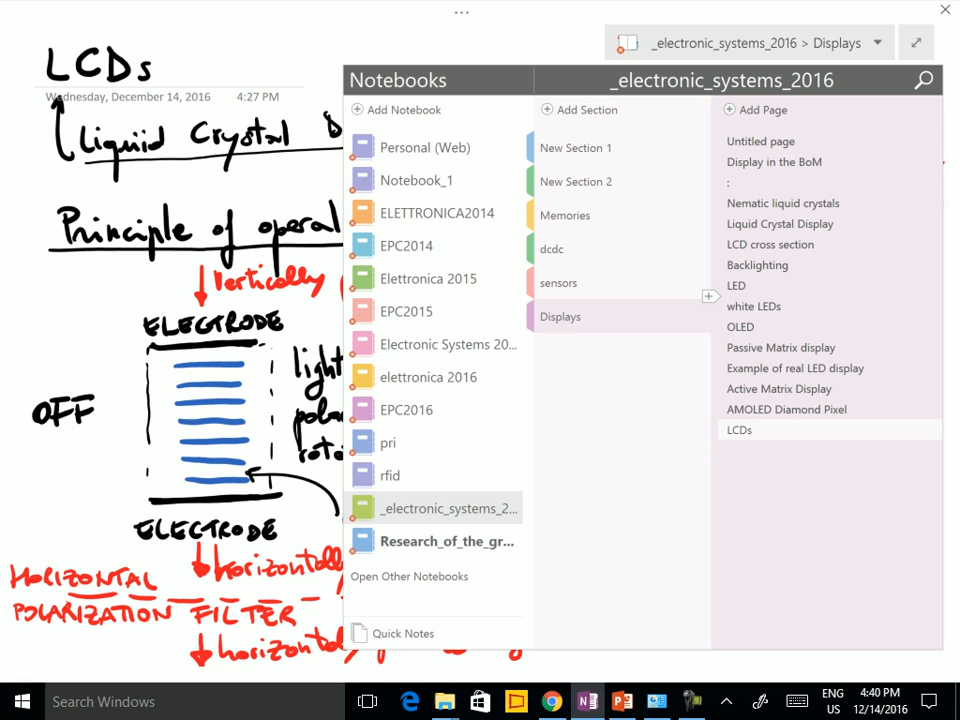 _electronic_systems_2016 > Displays
LCDs
Wednesday, December 14, 2016 4:27 PM
Liquid Crystal D
Principle of operat
vertically
ELECTRODE
OFF
light
pola
rota
ELECTRODE
horizontally
HORIZONTAL
POLARIZATION FILTER
horizontally
Notebooks
_electronic_systems_2016
Add Notebook
Personal (Web)
Notebook_1
ELETTRONICA2014
EPC2014
Elettronica 2015
EPC2015
Electronic Systems 20...
elettronica 2016
EPC2016
pri
rfid
_electronic_systems_2...
Research_of_the_gr...
Open Other Notebooks
Quick Notes
Add Section
New Section 1
New Section 2
Memories
dcdc
sensors
Displays
Add Page
Untitled page
Display in the BoM
:
Nematic liquid crystals
Liquid Crystal Display
LCD cross section
Backlighting
LED
white LEDs
OLED
Passive Matrix display
Example of real LED display
Active Matrix Display
AMOLED Diamond Pixel
LCDs
Search Windows
ENG
US
4:40 PM
12/14/2016